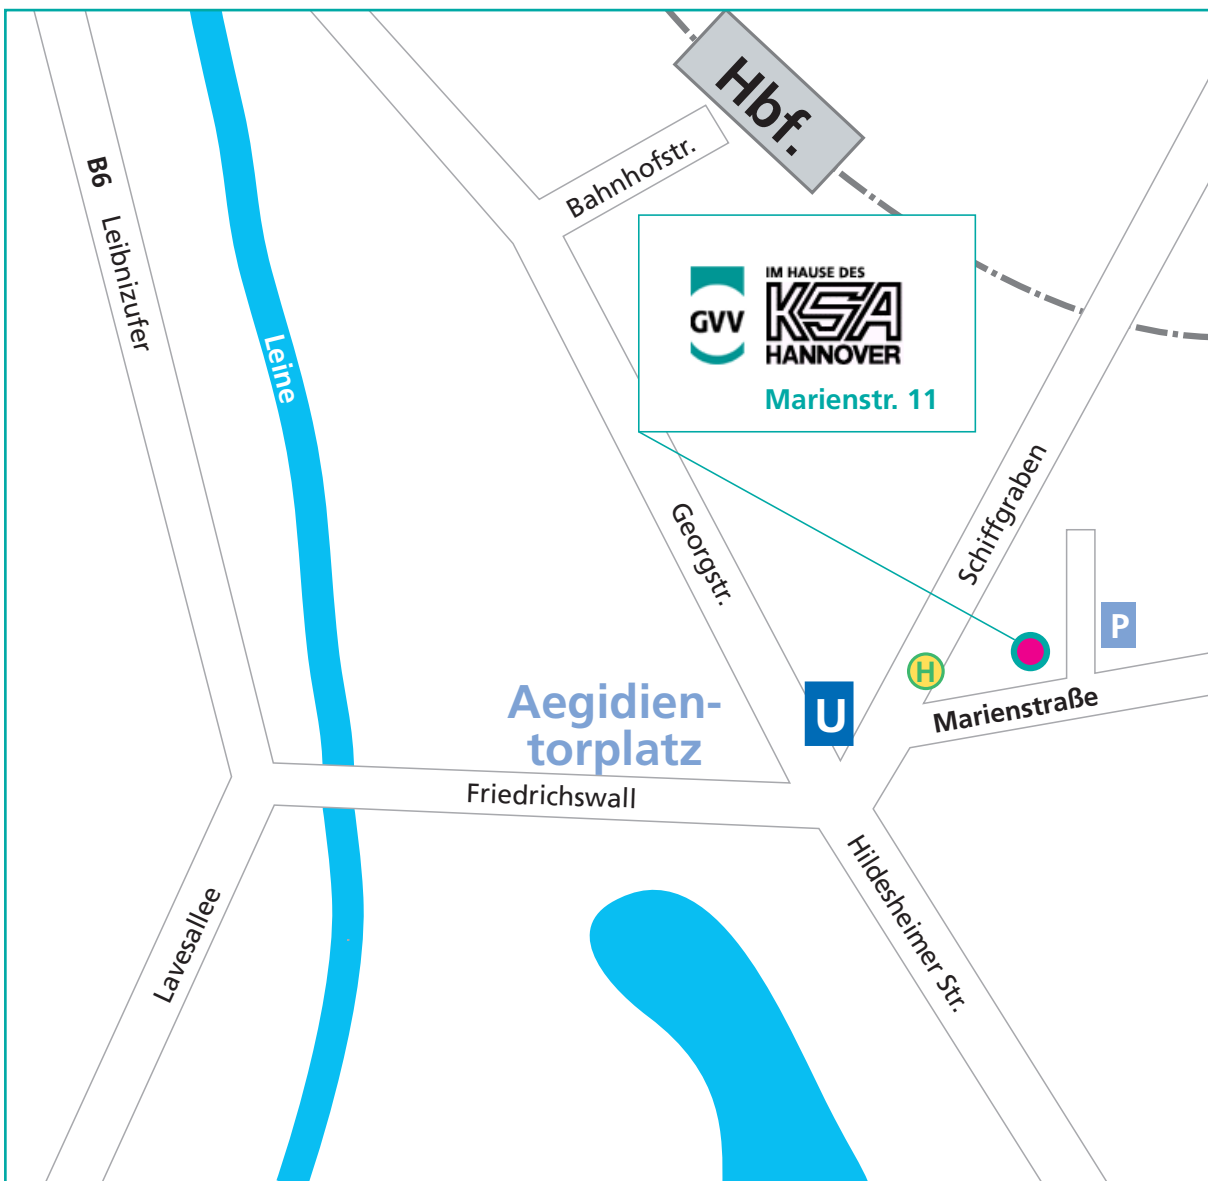 Hbf.
Bahnhofstr.
B6 Leibnizufer
IM HAUSE DES
GVV
KSA
HANNOVER
Marienstr. 11
Leine
Schiffgraben
Georgstr.
P
H
U
Marienstraße
Aegidien-
torplatz
Friedrichswall
Hildesheimer Str.
Lavesallee